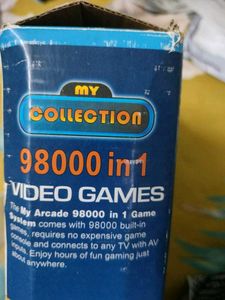 MY
COLLECTION
98000 in 1
VIDEO GAMES
The My Arcade 98000 in 1 Game
System comes with 98000 built-in
games, requires no expensive game
console and connects to any TV with AV
inputs. Enjoy hours of fun gaming just
about anywhere.